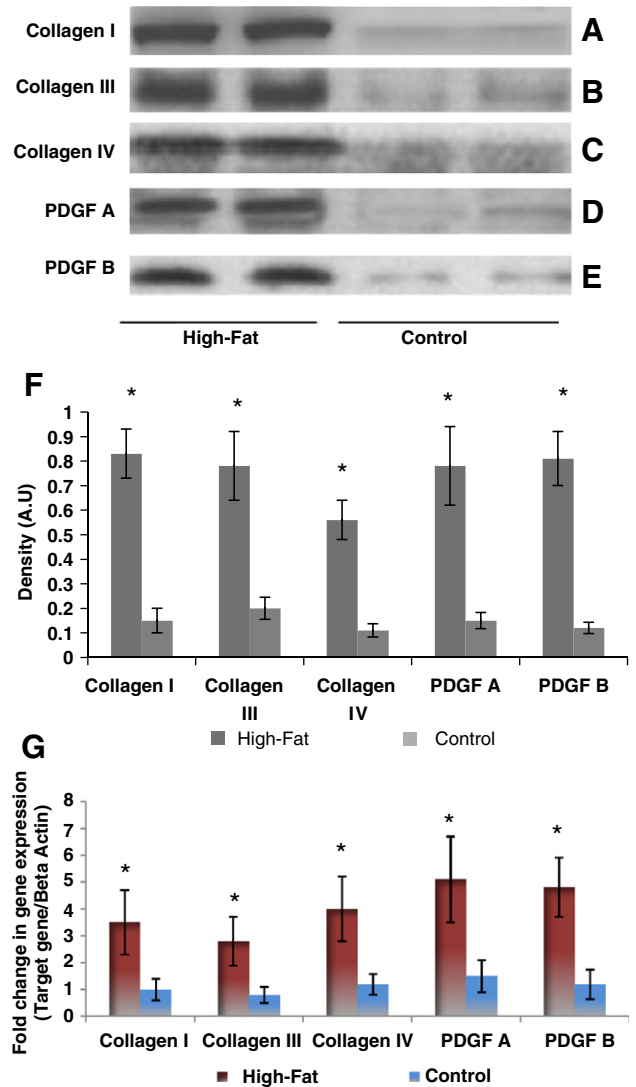 Collagen I
A
Collagen III
B
Collagen IV
C
PDGF A
D
PDGF B
E
High-Fat Control
F
*
*
*
*
*
Density (A.U)
1
0.9
0.8
0.7
0.6
0.5
0.4
0.3
0.2
0.1
0
Collagen I
Collagen
III
Collagen
IV
PDGF A
PDGF B
High-Fat Control
G
Fold change in gene expression
(Target gene/Beta Actin)
*
*
*
*
*
8
7
6
5
4
3
2
1
0
Collagen I Collagen III Collagen IV PDGF A PDGF B
High-Fat Control